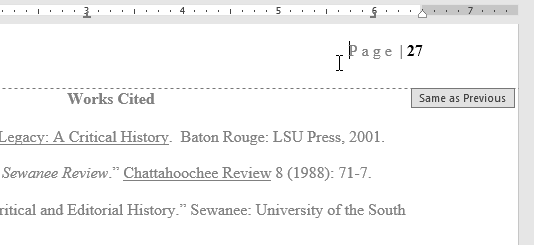 3 4 5 6 7
Page | 27
Works Cited
Same as Previous
Legacy: A Critical History. Baton Rouge: LSU Press, 2001.
Sewanee Review.” Chattahoochee Review 8 (1988): 71-7.
ritical and Editorial History.” Sewanee: University of the South